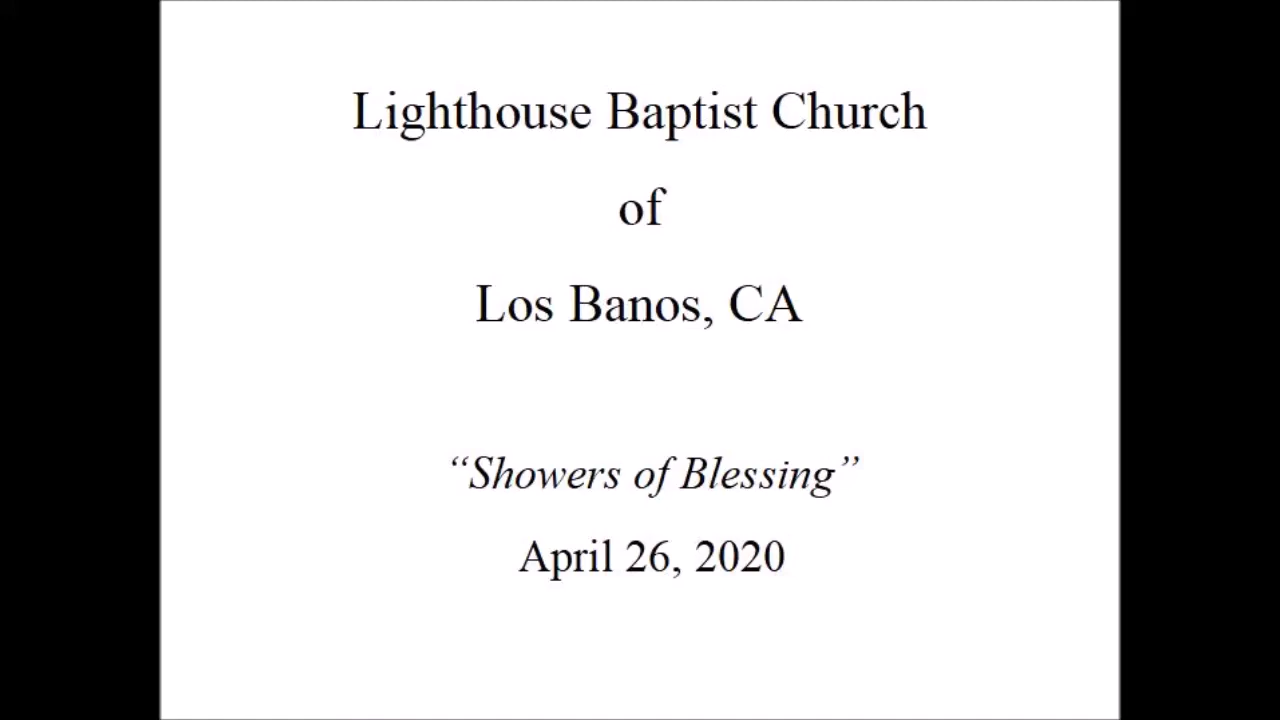 Lighthouse Baptist Church
of
Los Banos, CA
“Showers of Blessing”
April 26, 2020